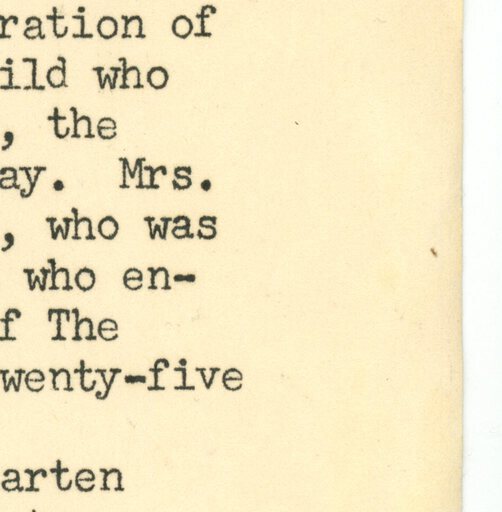 ration of
ild who
, the
ay.  Mrs.
, who was
who en-
f The
wenty-five
arten